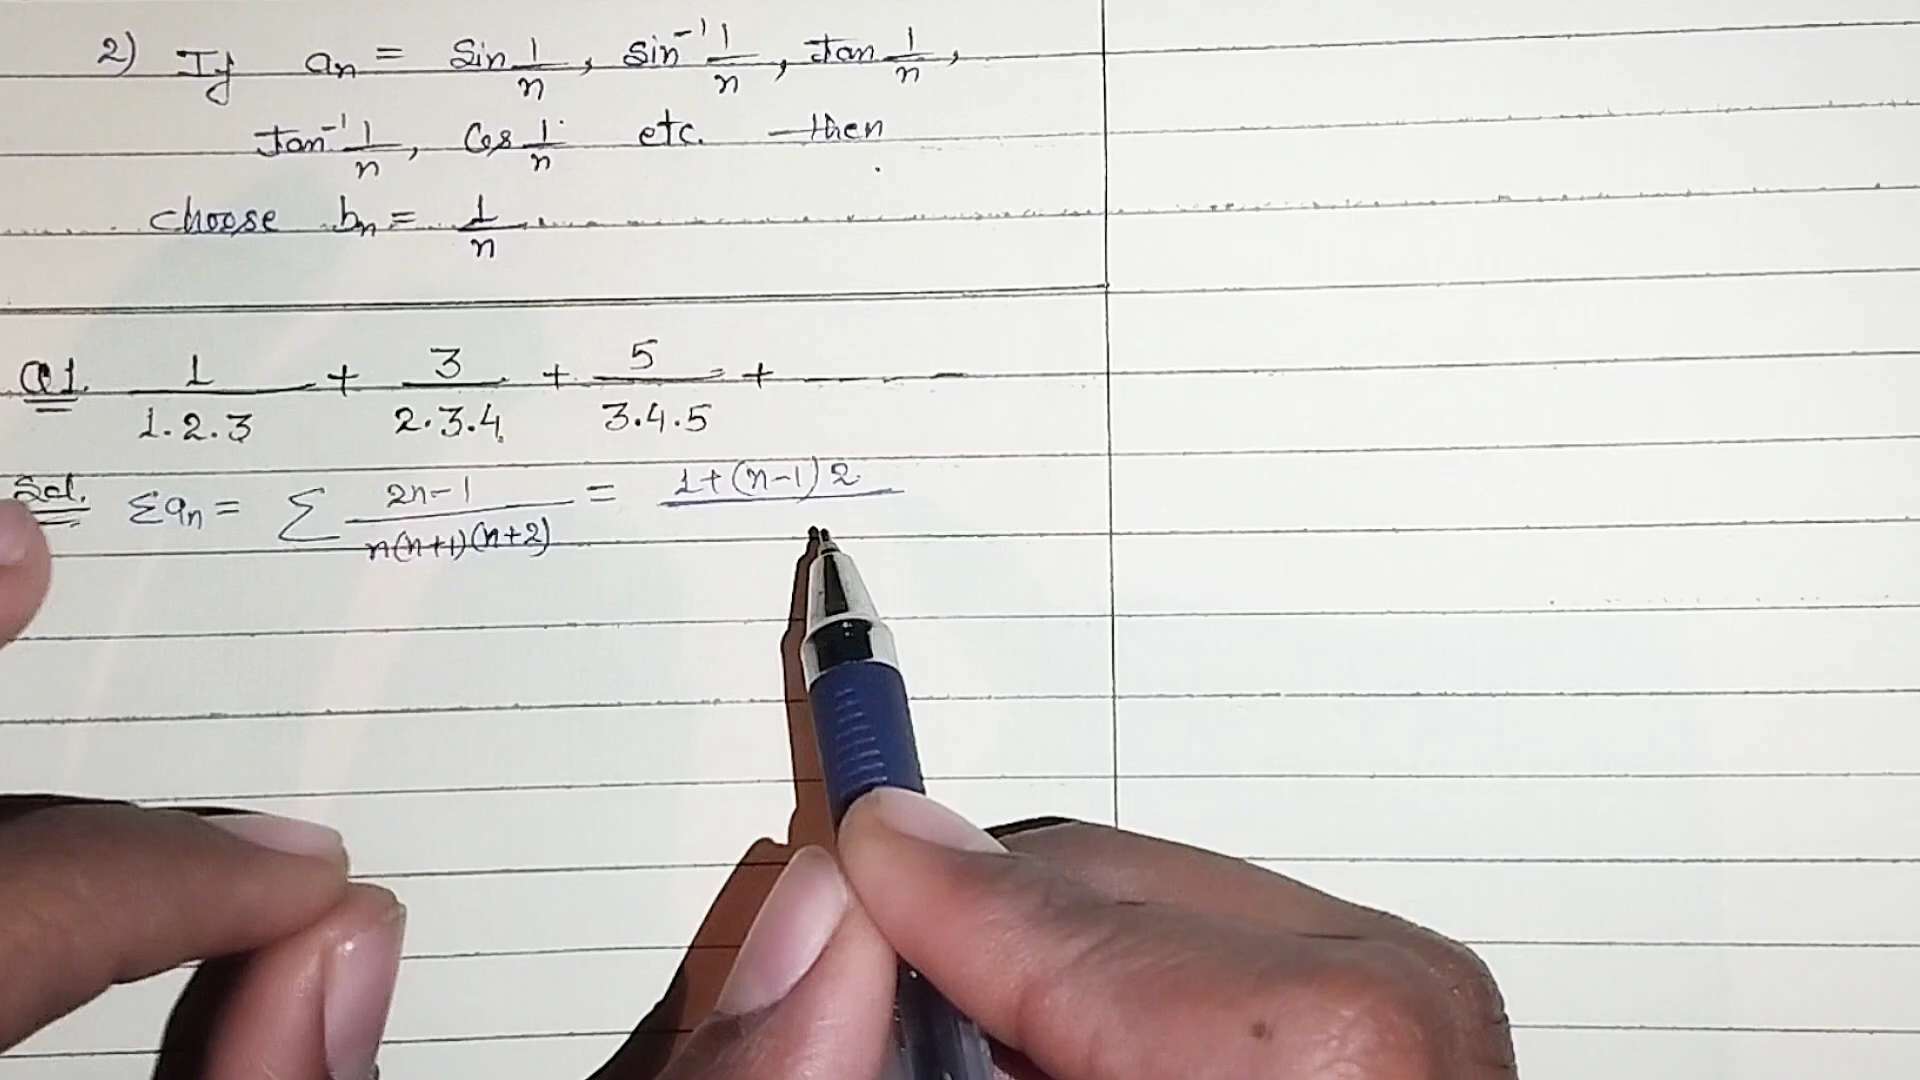 2) If an = Sin 1/n, Sin⁻¹ 1/n, Tan 1/n,
Tan⁻¹ 1/n, Cos 1/n etc. then
choose bn = 1/n
Q1. 1/1.2.3 + 3/2.3.4 + 5/3.4.5 + — — —
Sol. Σan = Σ 2n-1/n(n+1)(n+2) = 1+(n-1)2